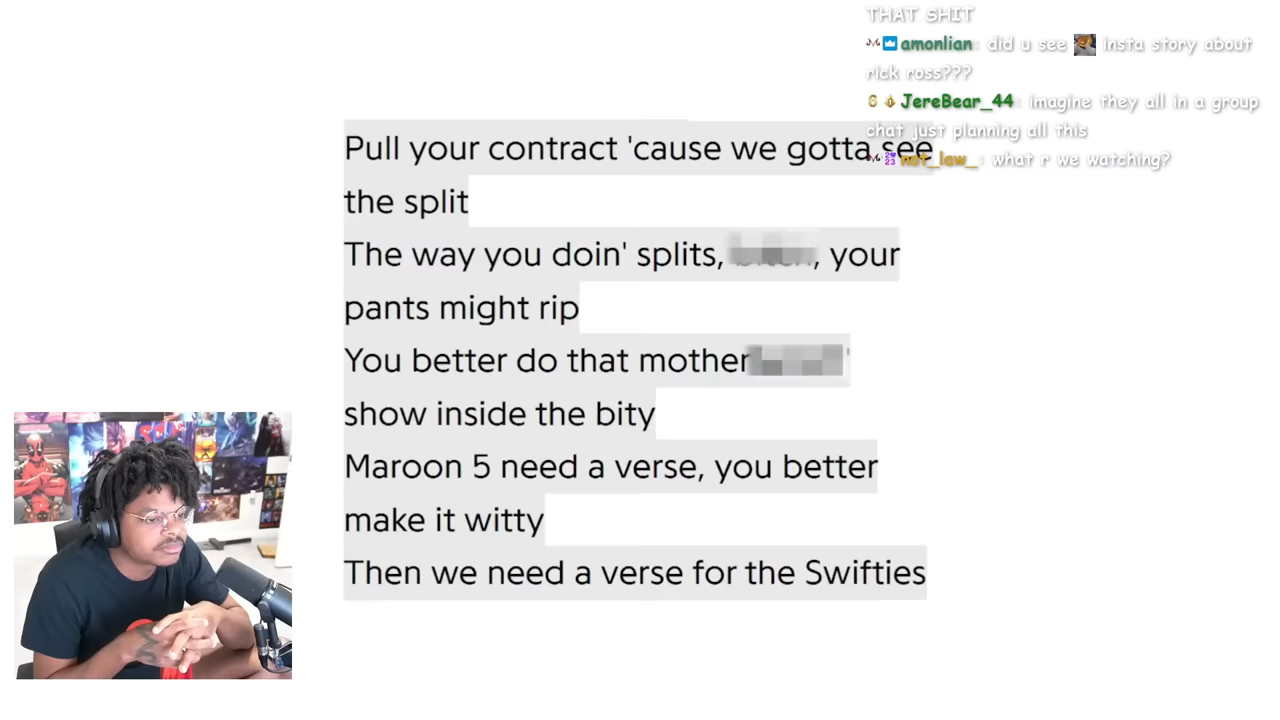 THAT SHIT
amonlian: did u see insta story about
rick ross???
JereBear_44: imagine they all in a group
chat just planning all this
not_law_: what r we watching?
Pull your contract 'cause we gotta see
the split
The way you doin' splits, , your
pants might rip
You better do that mother '
show inside the bity
Maroon 5 need a verse, you better
make it witty
Then we need a verse for the Swifties